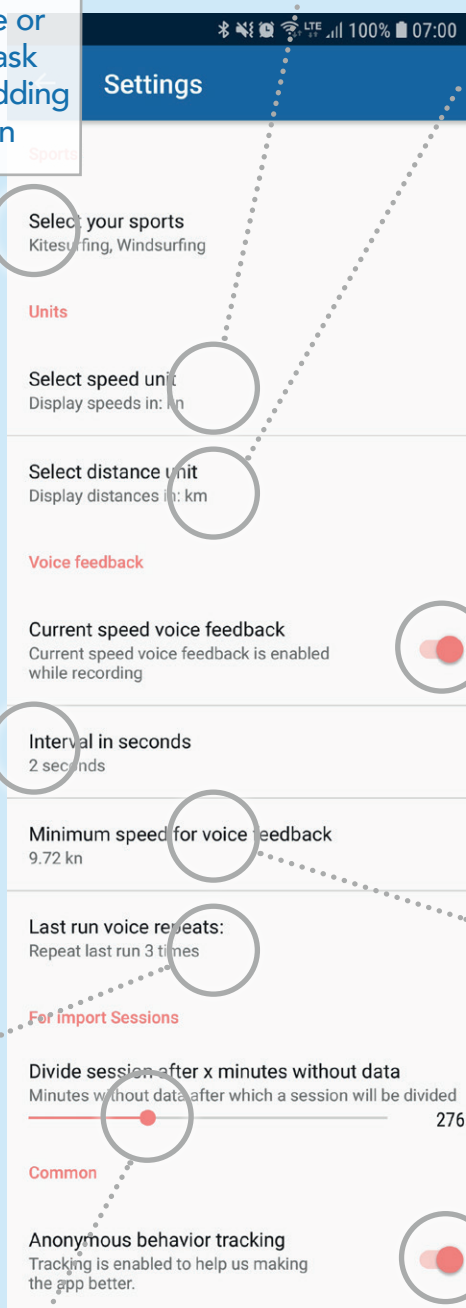 e or
ask
dding
n
LTE 100% 07:00
Settings
Sports
Select your sports
Kitesurfing, Windsurfing
Units
Select speed unit
Display speeds in: kn
Select distance unit
Display distances in: km
Voice feedback
Current speed voice feedback
Current speed voice feedback is enabled
while recording
Interval in seconds
2 seconds
Minimum speed for voice feedback
9.72 kn
Last run voice repeats:
Repeat last run 3 times
For import Sessions
Divide session after x minutes without data
Minutes without data after which a session will be divided
276
Common
Anonymous behavior tracking
Tracking is enabled to help us making
the app better.